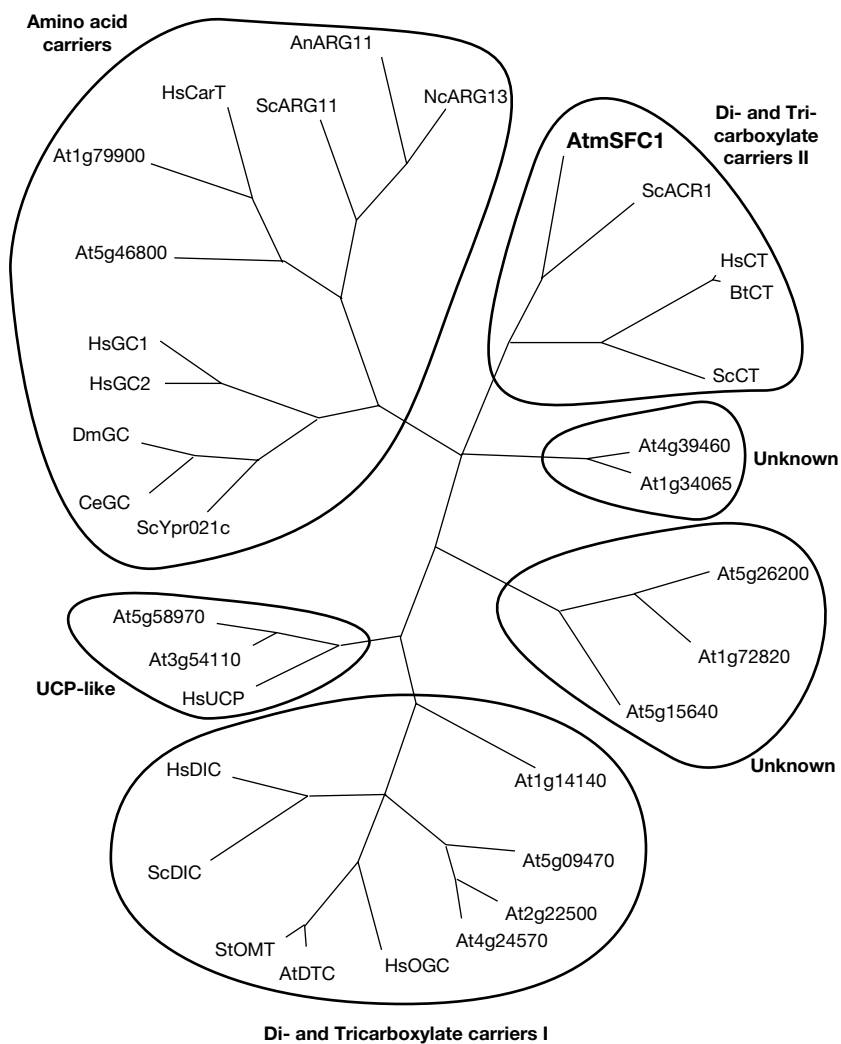 Amino acid
carriers
AnARG11
HsCarT
ScARG11
NcARG13
At1g79900
At5g46800
HsGC1
HsGC2
DmGC
CeGC
ScYpr021c
Di- and Tri-
carboxylate
carriers II
AtmSFC1
ScACR1
HsCT
BtCT
ScCT
At4g39460
At1g34065
Unknown
At5g26200
At1g72820
At5g15640
Unknown
At5g58970
At3g54110
HsUCP
UCP-like
HsDIC
ScDIC
At1g14140
At5g09470
At2g22500
At4g24570
StOMT
AtDTC
HsOGC
Di- and Tricarboxylate carriers I